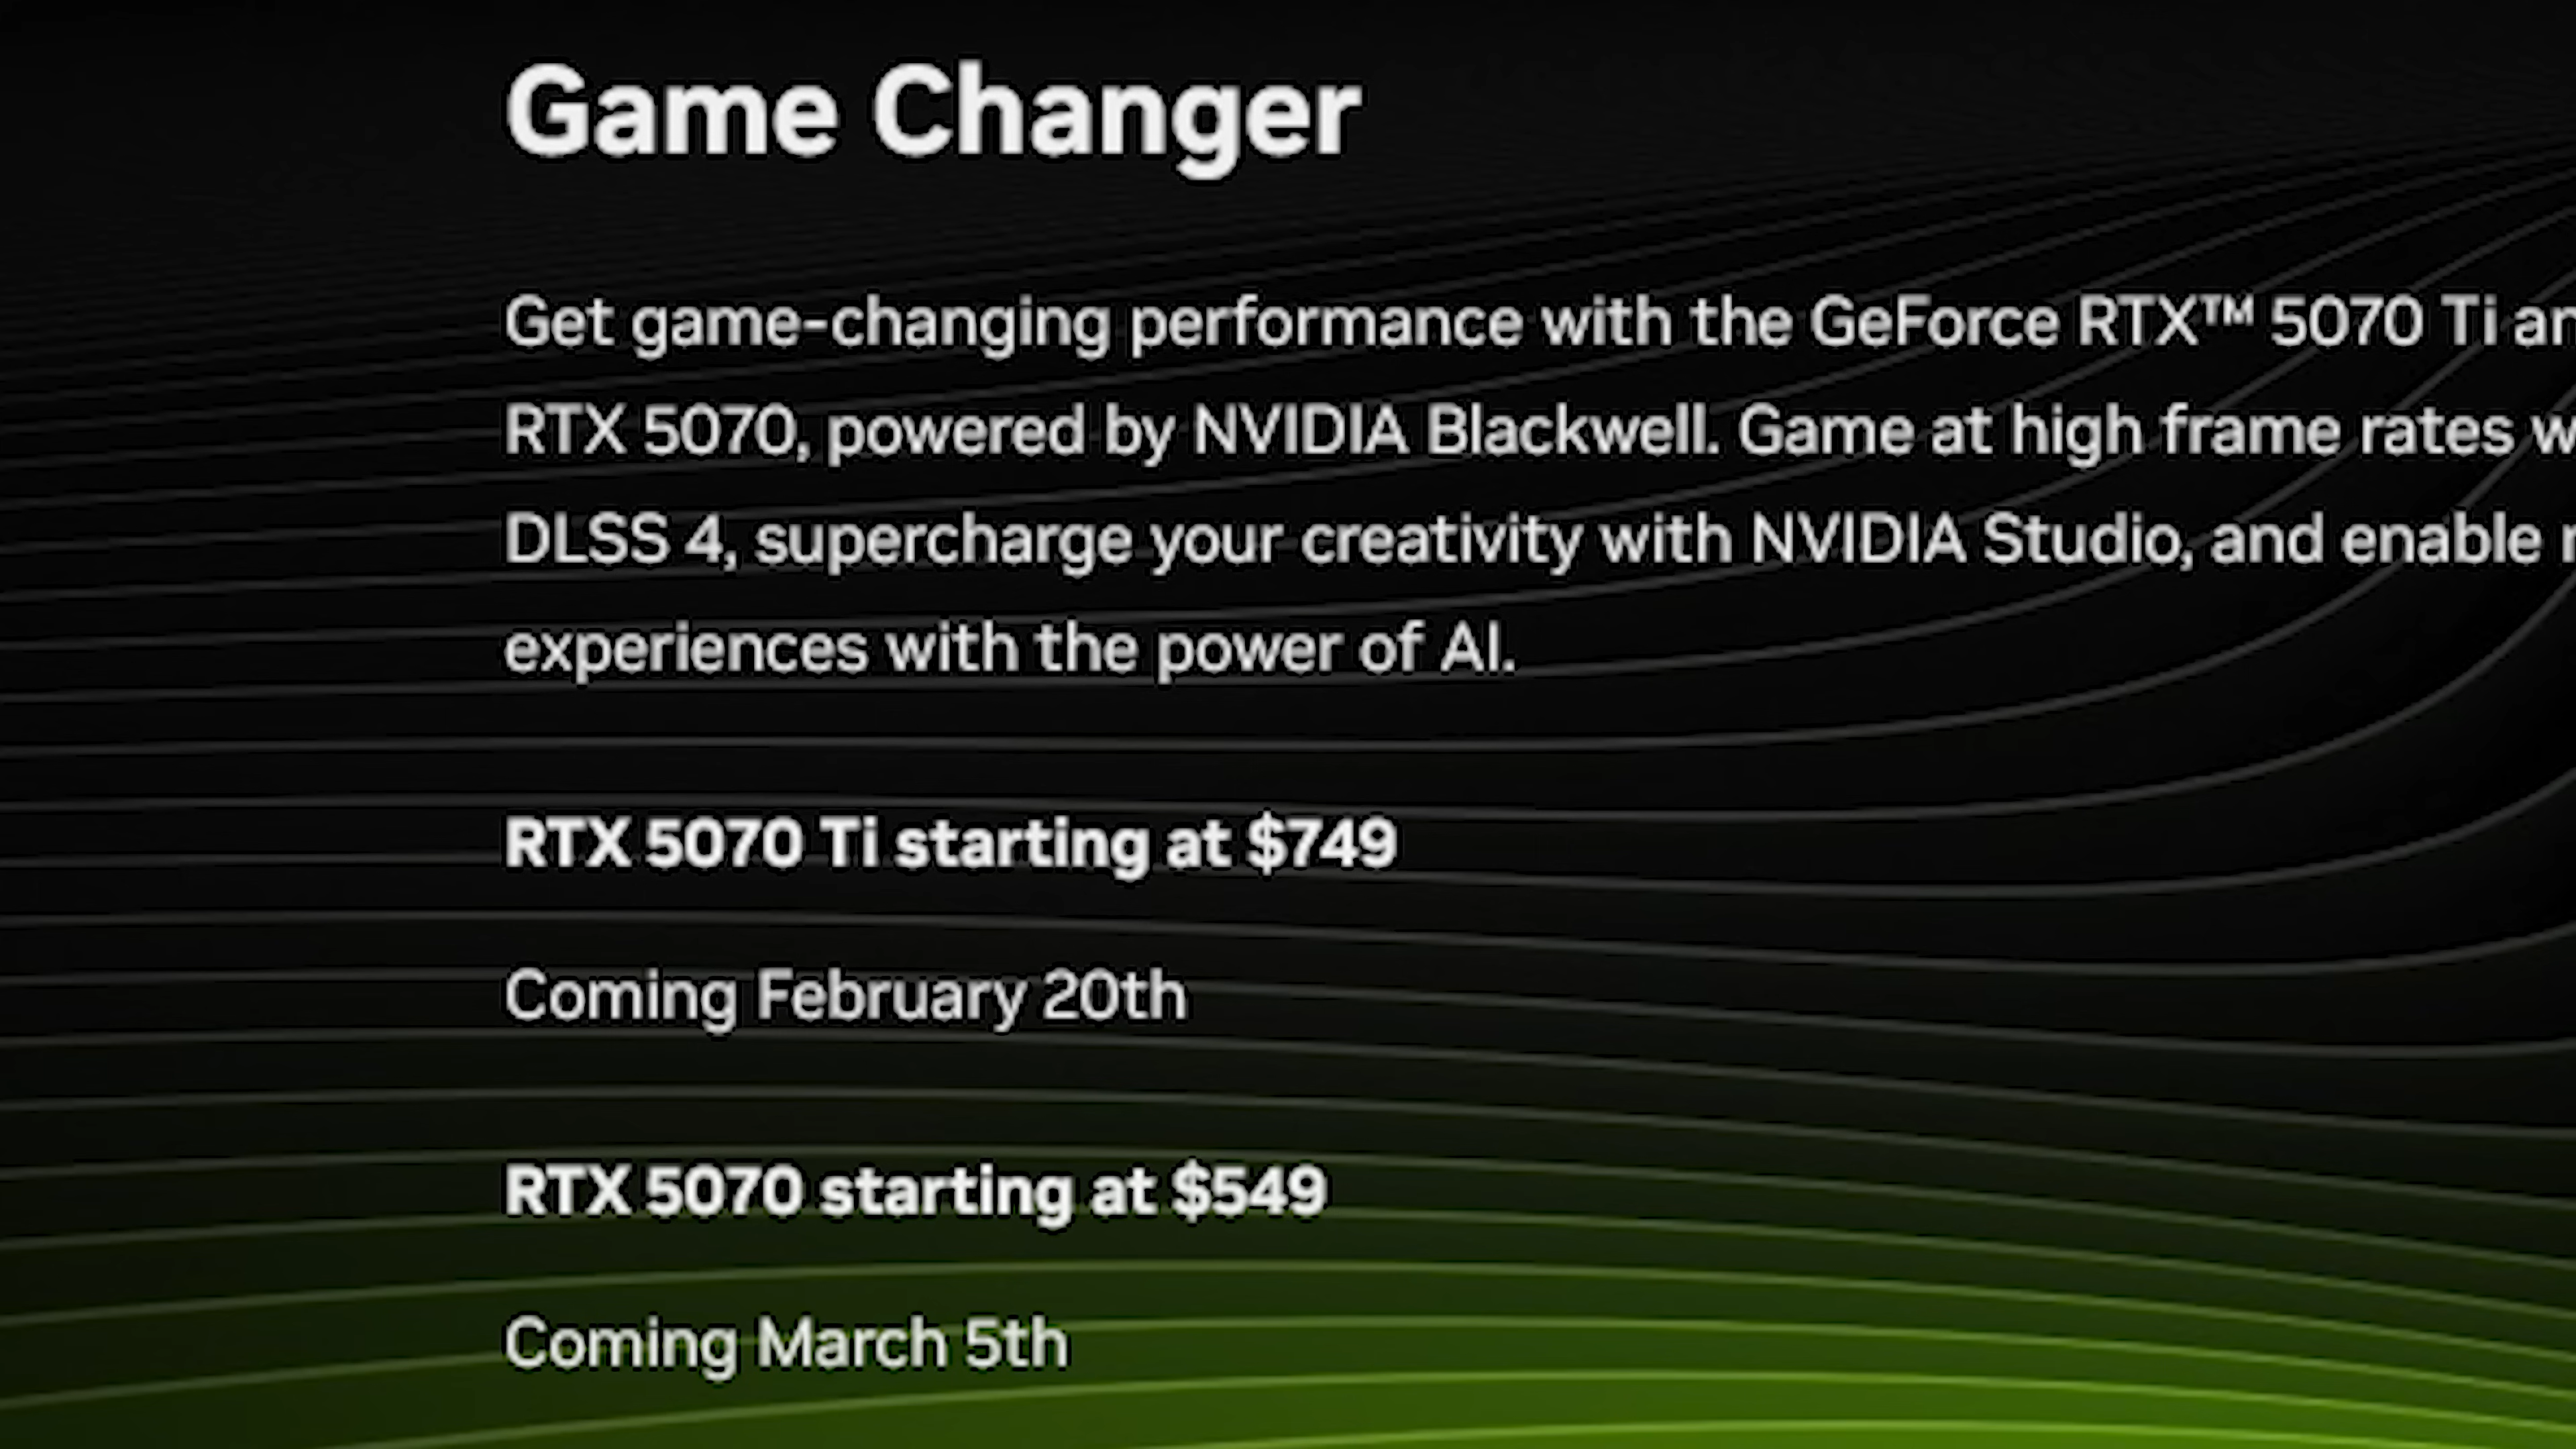 Game Changer
Get game-changing performance with the GeForce RTX™ 5070 Ti
RTX 5070, powered by NVIDIA Blackwell. Game at high frame rates
DLSS 4, supercharge your creativity with NVIDIA Studio, and enable
experiences with the power of AI.
RTX 5070 Ti starting at $749
Coming February 20th
RTX 5070 starting at $549
Coming March 5th